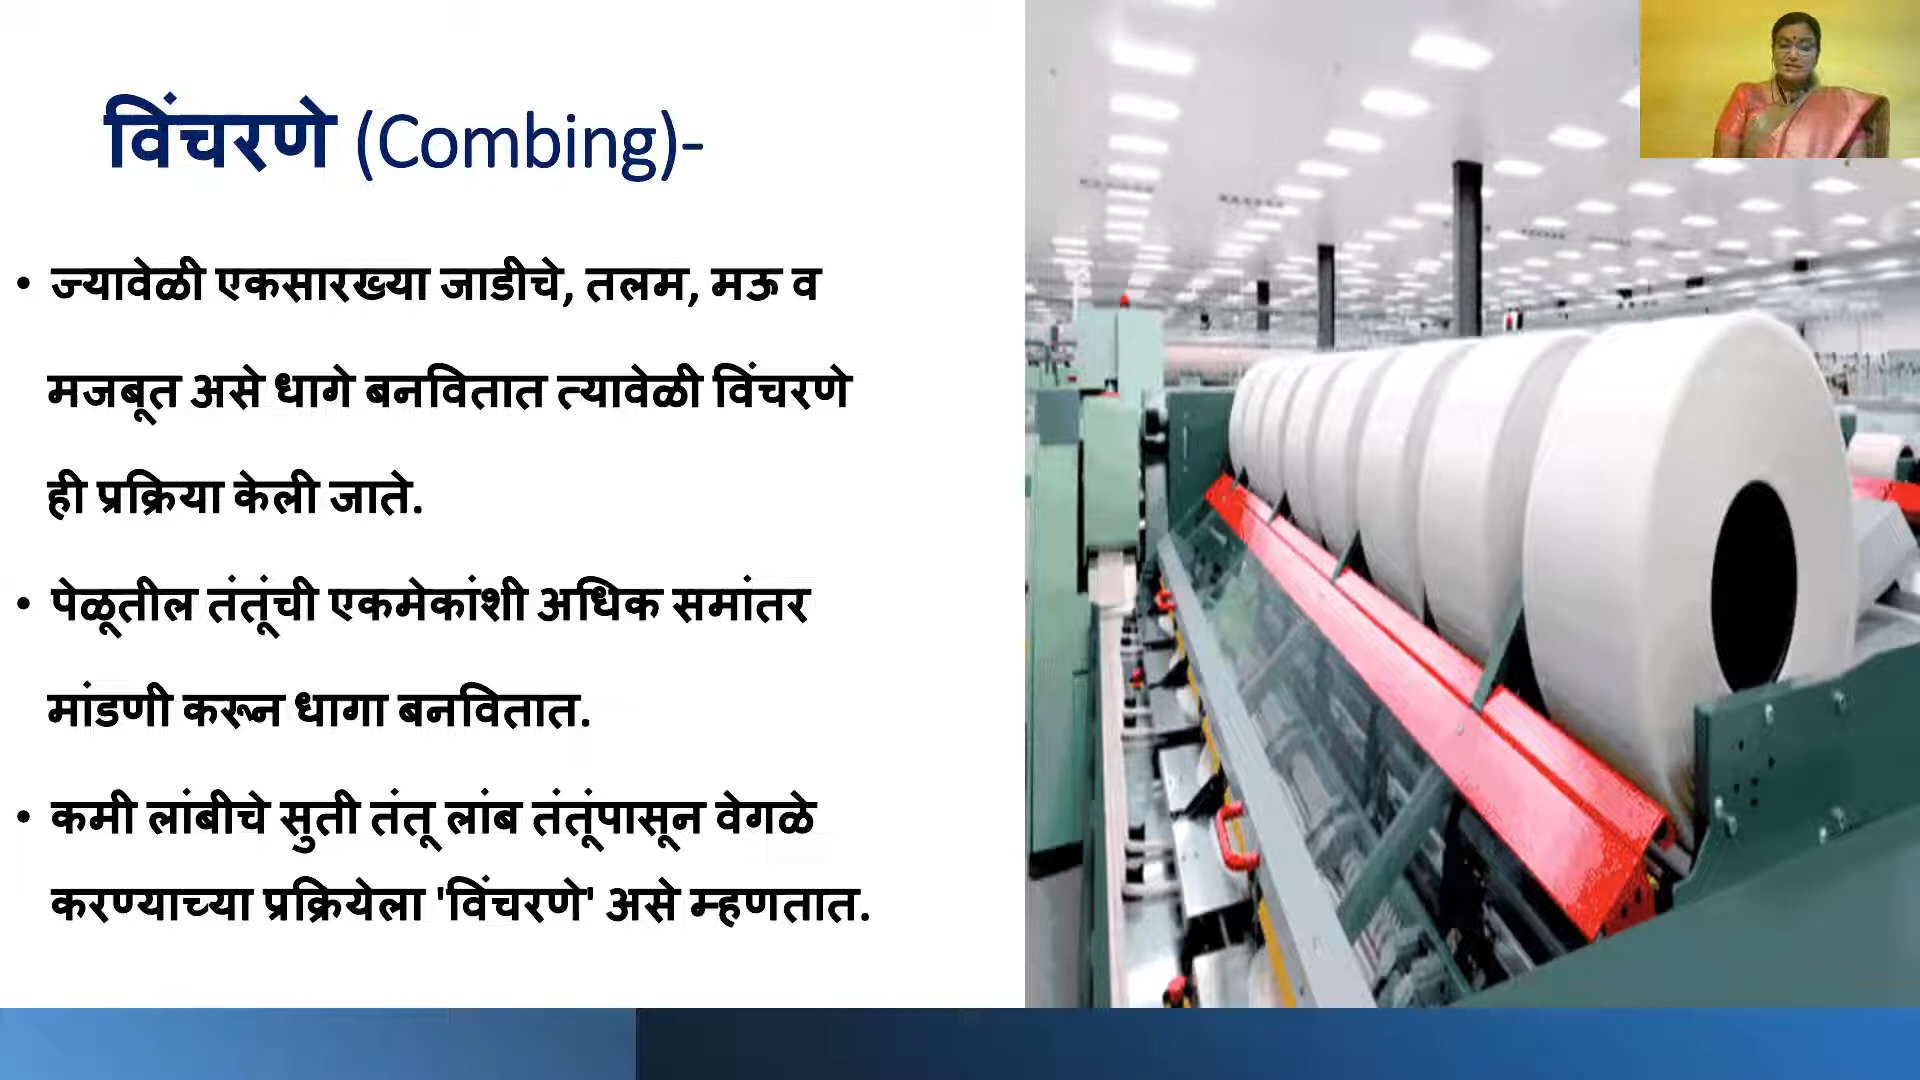 विंचरणे (Combing)-
• ज्यावेळी एकसारख्या जाडीचे, तलम, मऊ व
मजबूत असे धागे बनवितात त्यावेळी विंचरणे
ही प्रक्रिया केली जाते.
• पेळूतील तंतूंची एकमेकांशी अधिक समांतर
मांडणी करून धागा बनवितात.
• कमी लांबीचे सुती तंतू लांब तंतूंपासून वेगळे
करण्याच्या प्रक्रियेला 'विंचरणे' असे म्हणतात.